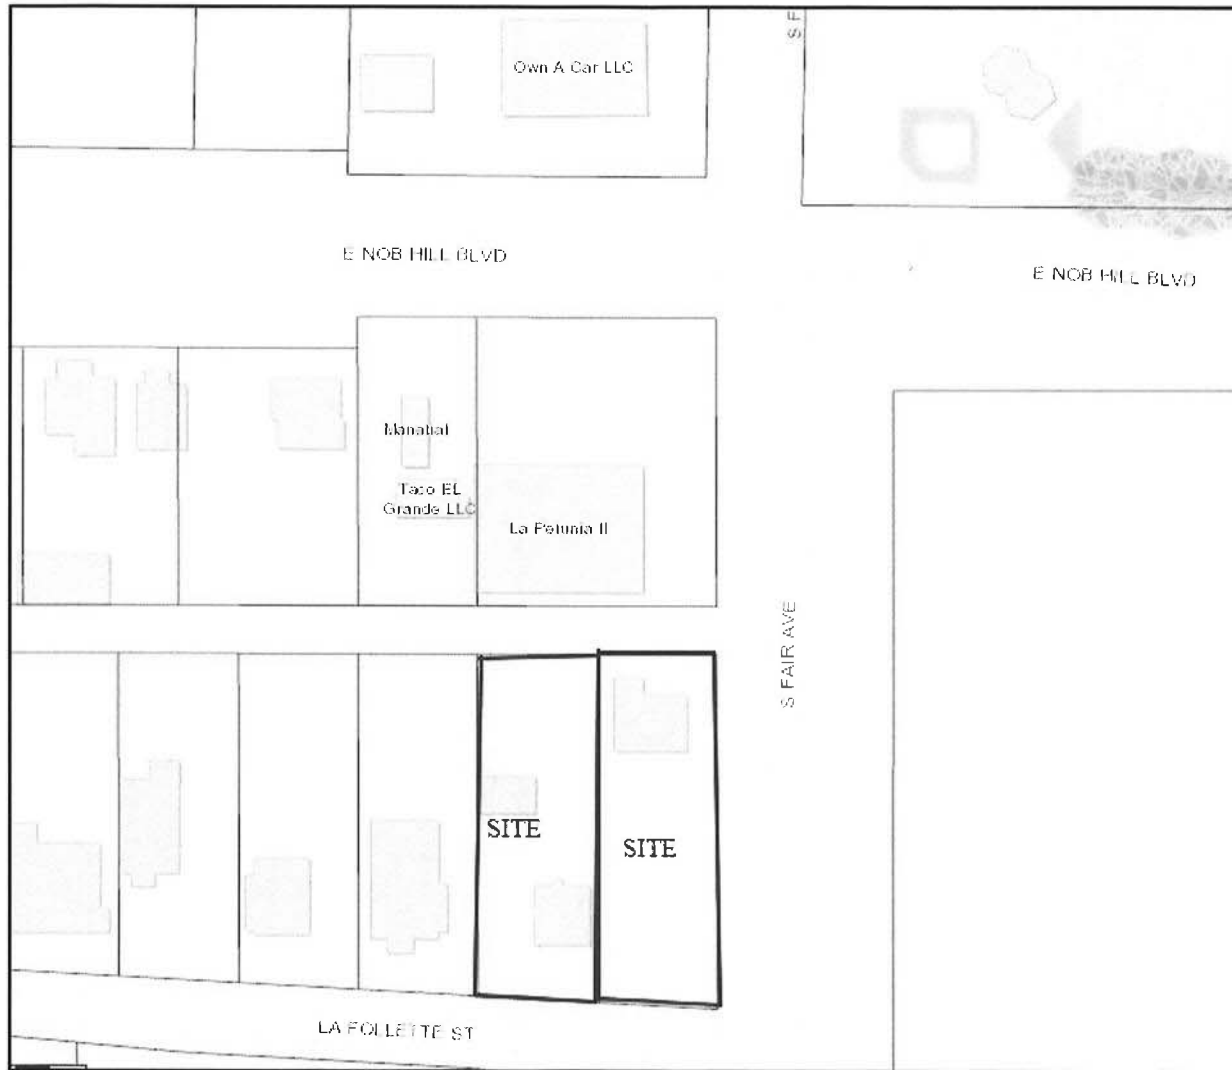 S F
Own A Car LLC
E NOB HILL BLVD
E NOB HILL BLVD
Manatial
Taco EL
Grande LLC
La Petunia II
S FAIR AVE
SITE
SITE
LA FOLLETTE ST